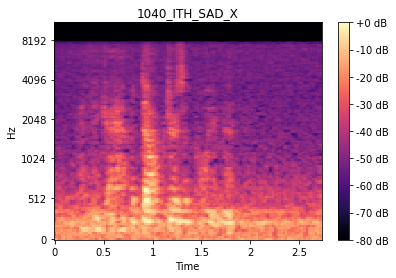 1040_ITH_SAD_X
+0 dB
8192
-10 dB
4096
-20 dB
-30 dB
2048
-40 dB
Hz
1024
-50 dB
512
-60 dB
-70 dB
0
-80 dB
0 0.5 1 1.5 2 2.5
Time